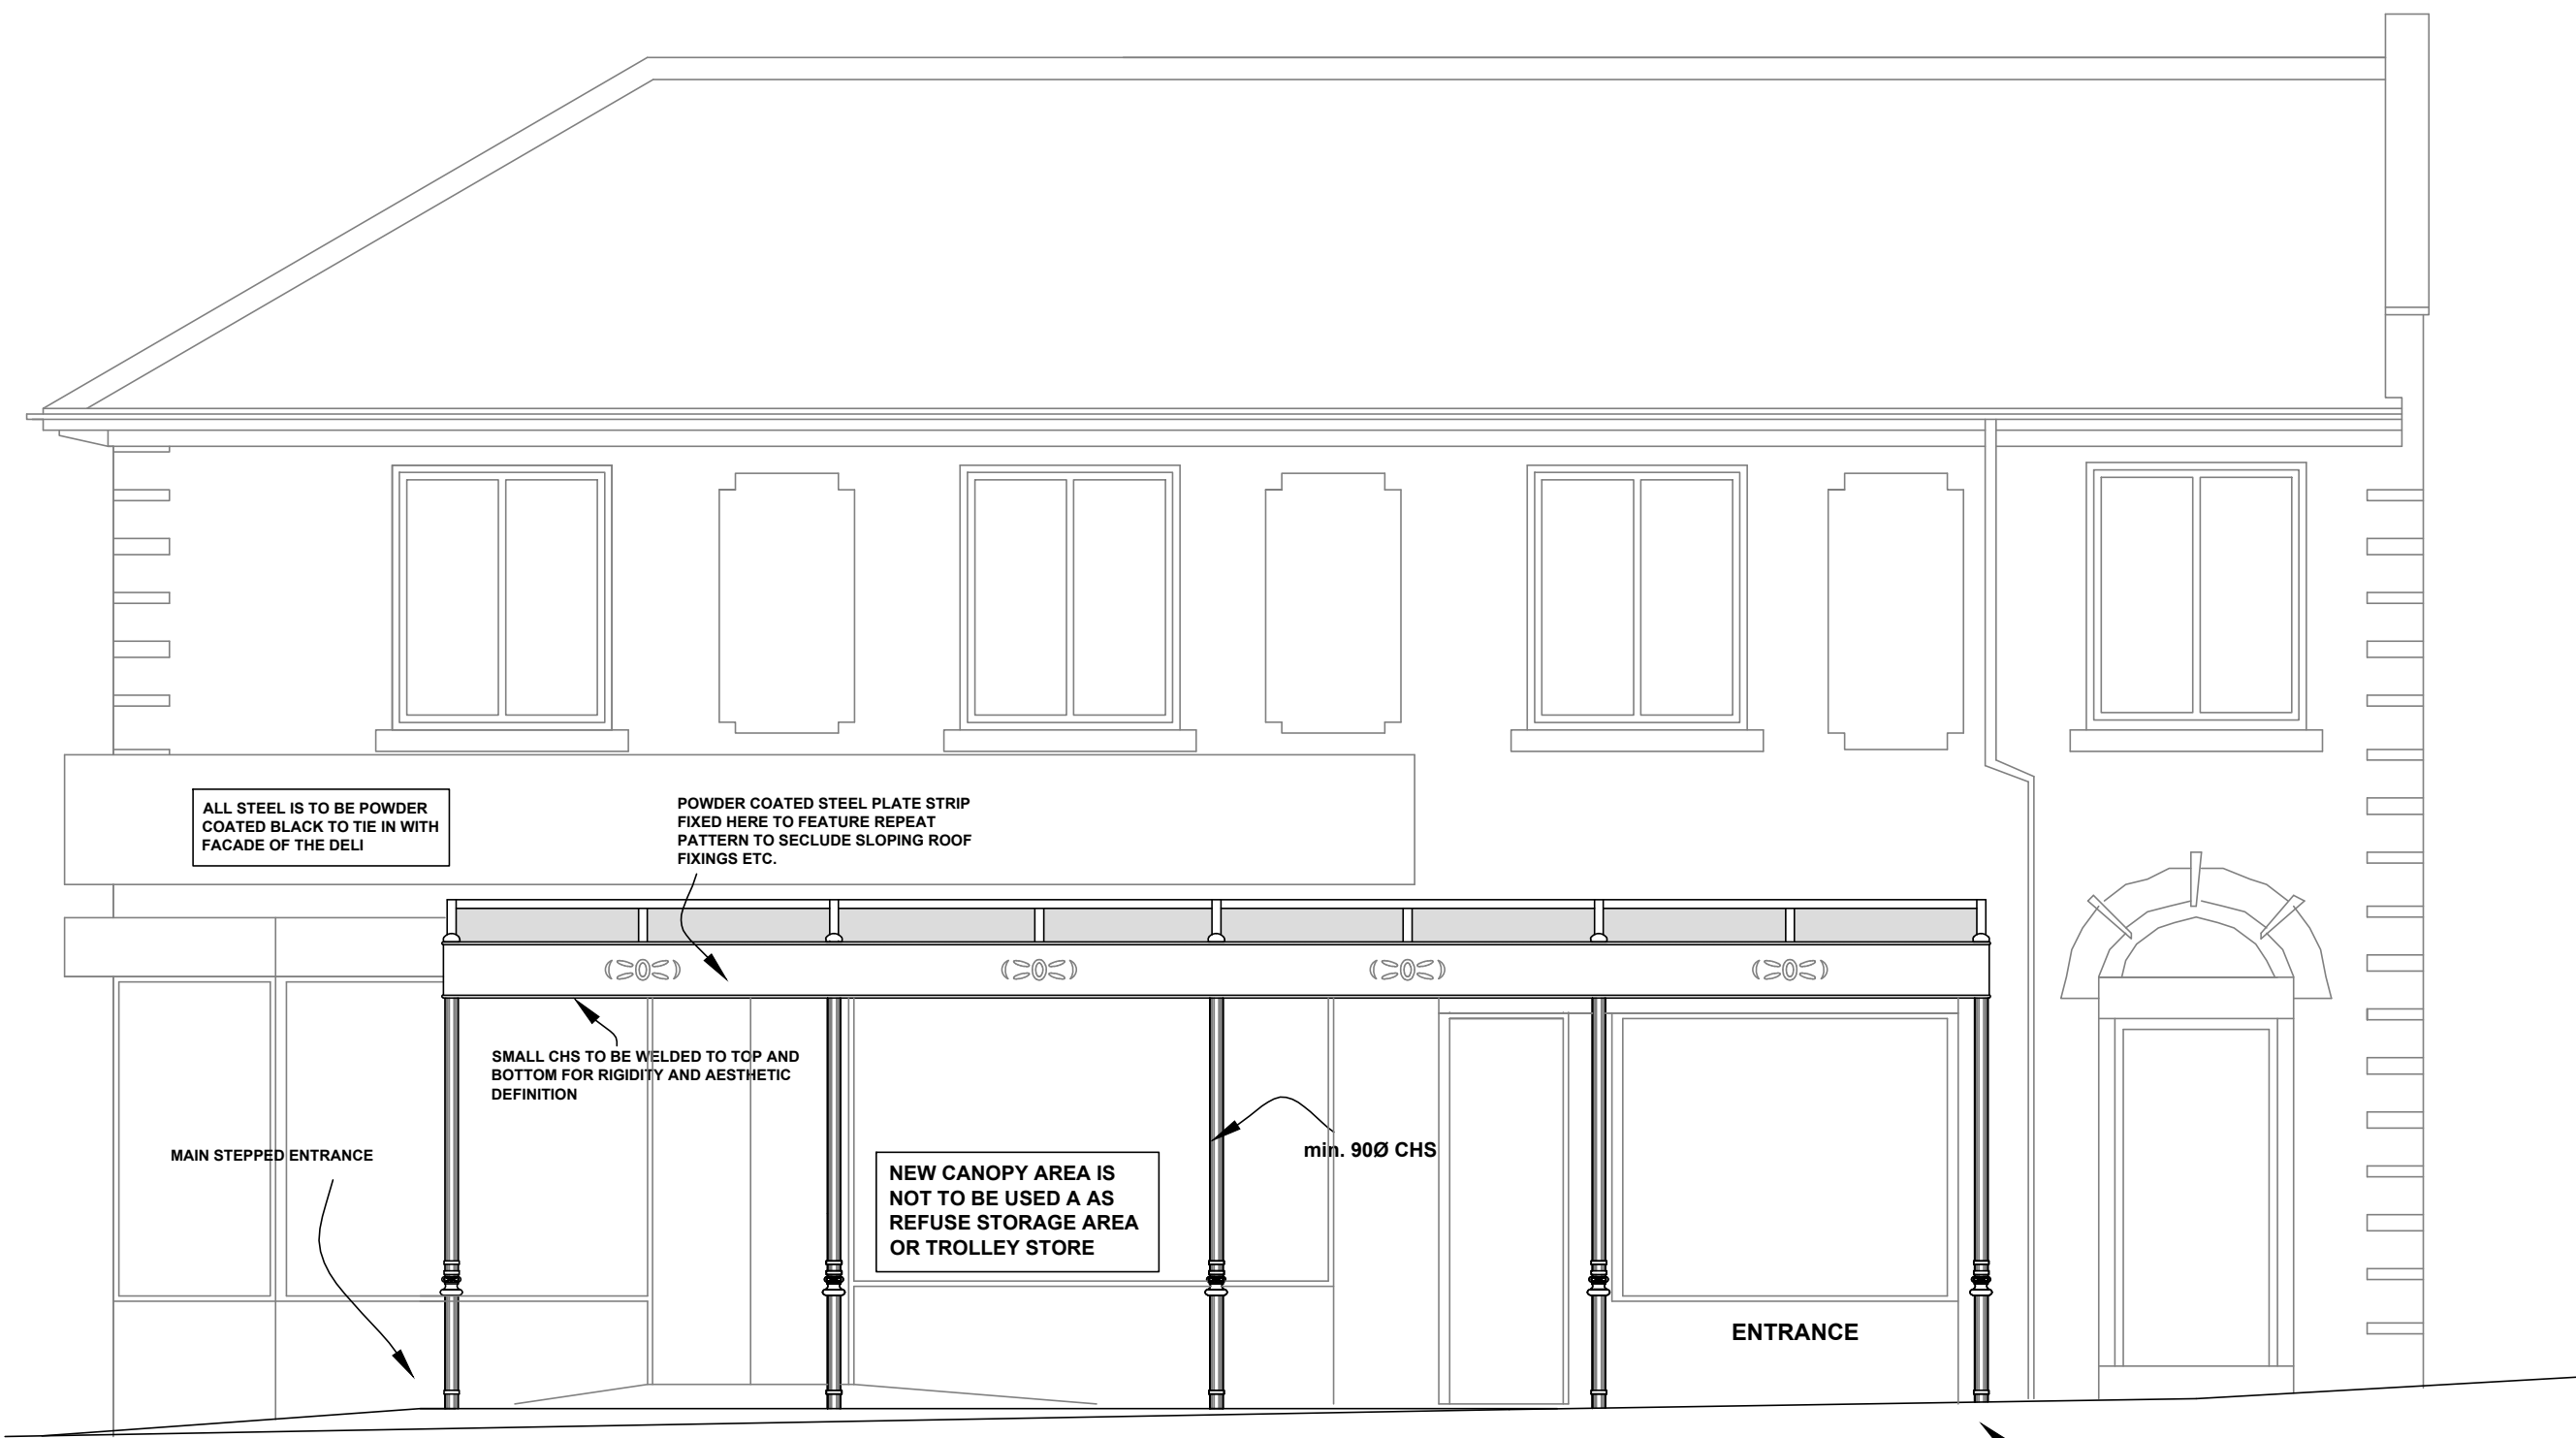 ALL STEEL IS TO BE POWDER
COATED BLACK TO TIE IN WITH
FACADE OF THE DELI
POWDER COATED STEEL PLATE STRIP
FIXED HERE TO FEATURE REPEAT
PATTERN TO SECLUDE SLOPING ROOF
FIXINGS ETC.
SMALL CHS TO BE WELDED TO TOP AND
BOTTOM FOR RIGIDITY AND AESTHETIC
DEFINITION
MAIN STEPPED ENTRANCE
min. 90Ø CHS
NEW CANOPY AREA IS
NOT TO BE USED A AS
REFUSE STORAGE AREA
OR TROLLEY STORE
ENTRANCE